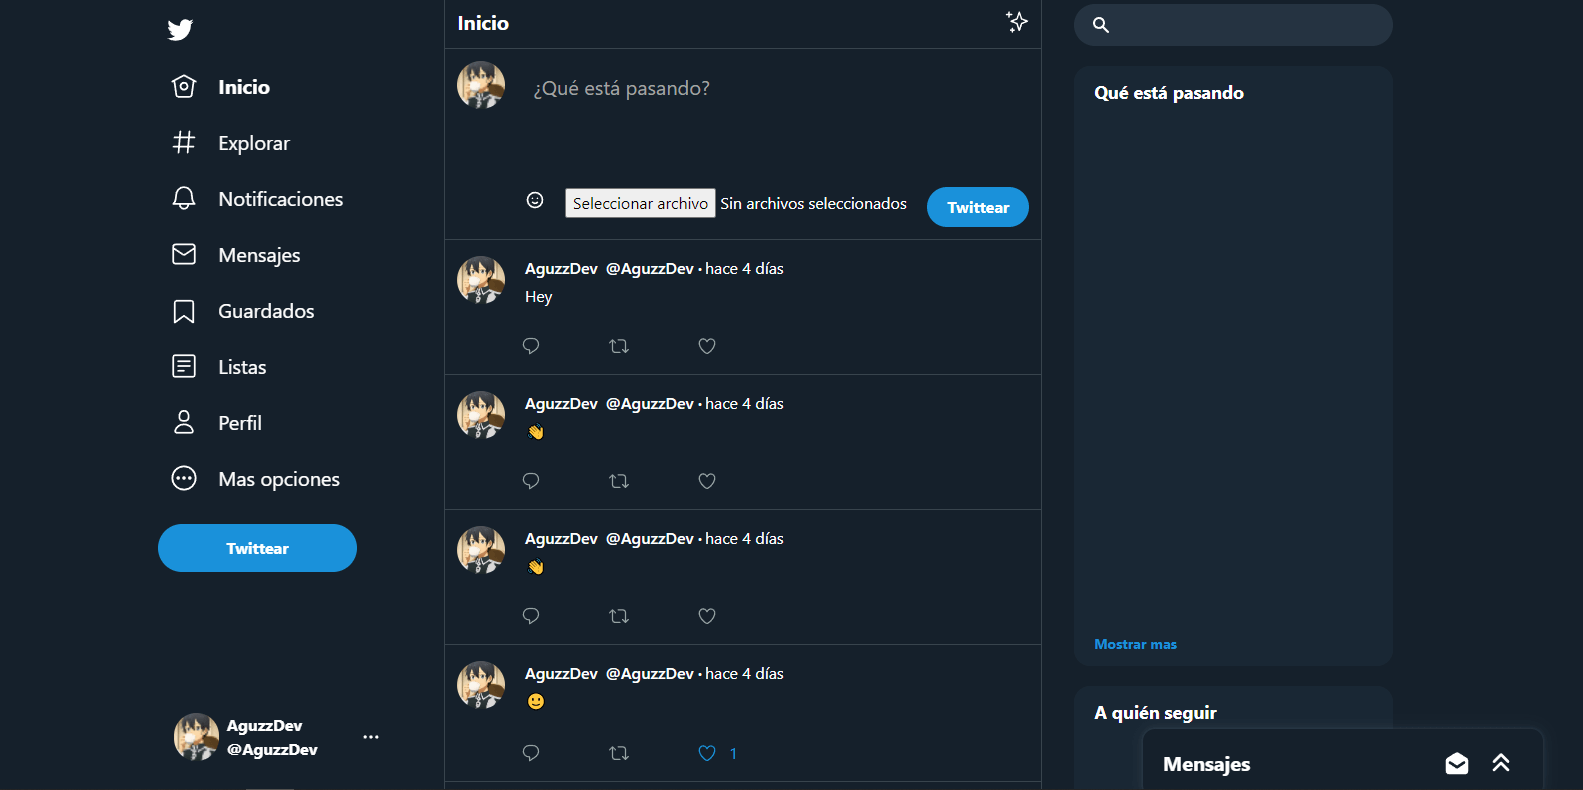 Inicio
Explorar
Notificaciones
Mensajes
Guardados
Listas
Perfil
Mas opciones
Twittear
AguzzDev
@AguzzDev
Inicio
¿Qué está pasando?
Seleccionar archivo Sin archivos seleccionados
Twittear
AguzzDev @AguzzDev · hace 4 días
Hey
AguzzDev @AguzzDev · hace 4 días
👋
AguzzDev @AguzzDev · hace 4 días
👋
AguzzDev @AguzzDev · hace 4 días
🙂
1
Qué está pasando
Mostrar mas
A quién seguir
Mensajes